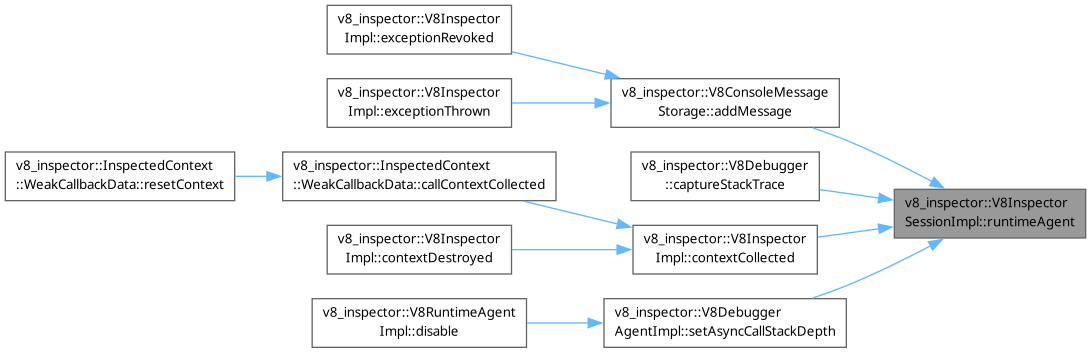 v8_inspector::V8Inspector
Impl::exceptionRevoked
v8_inspector::V8Inspector
Impl::exceptionThrown
v8_inspector::V8ConsoleMessage
Storage::addMessage
v8_inspector::InspectedContext
::WeakCallbackData::resetContext
v8_inspector::InspectedContext
::WeakCallbackData::callContextCollected
v8_inspector::V8Debugger
::captureStackTrace
v8_inspector::V8Inspector
SessionImpl::runtimeAgent
v8_inspector::V8Inspector
Impl::contextDestroyed
v8_inspector::V8Inspector
Impl::contextCollected
v8_inspector::V8RuntimeAgent
Impl::disable
v8_inspector::V8Debugger
AgentImpl::setAsyncCallStackDepth